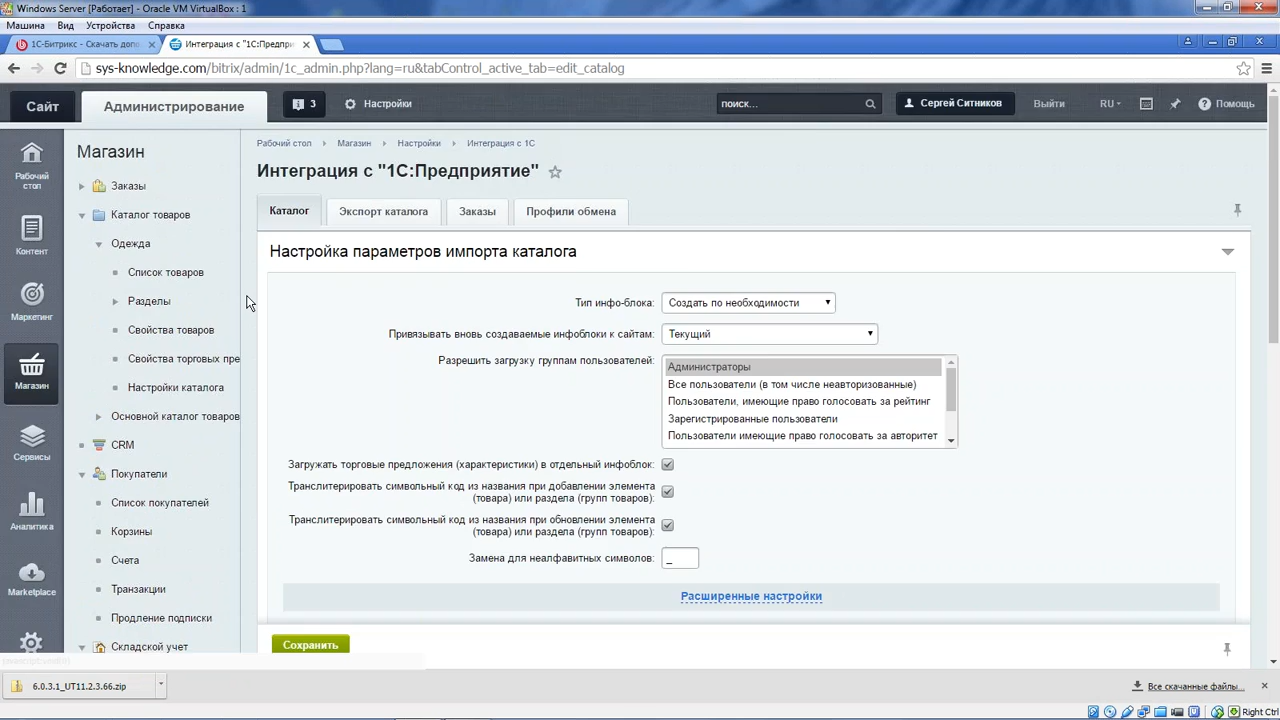 Windows Server [Работает] - Oracle VM VirtualBox : 1
Машина Вид Устройства Справка
1С-Битрикс - Скачать допо
Интеграция с "1С:Предпри
sys-knowledge.com/bitrix/admin/1c_admin.php?lang=ru&tabControl_active_tab=edit_catalog
Сайт
Администрирование
3
Настройки
поиск...
Сергей Ситников
Выйти
RU
Помощь
Рабочий
стол
Контент
Маркетинг
Магазин
Сервисы
Аналитика
Marketplace
Магазин
Заказы
Каталог товаров
Одежда
Список товаров
Разделы
Свойства товаров
Свойства торговых пре
Настройки каталога
Основной каталог товаров
CRM
Покупатели
Список покупателей
Корзины
Счета
Транзакции
Продление подписки
Складской учет
Рабочий стол Магазин Настройки Интеграция с 1С
Интеграция с "1С:Предприятие"
Каталог Экспорт каталога Заказы Профили обмена
Настройка параметров импорта каталога
Тип инфо-блока: Создать по необходимости
Привязывать вновь создаваемые инфоблоки к сайтам: Текущий
Разрешить загрузку группам пользователей:
Администраторы
Все пользователи (в том числе неавторизованные)
Пользователи, имеющие право голосовать за рейтинг
Зарегистрированные пользователи
Пользователи имеющие право голосовать за авторитет
Загружать торговые предложения (характеристики) в отдельный инфоблок:
Транслитерировать символьный код из названия при добавлении элемента
(товара) или раздела (групп товаров):
Транслитерировать символьный код из названия при обновлении элемента
(товара) или раздела (групп товаров):
Замена для неалфавитных символов: _
Расширенные настройки
Сохранить
6.0.3.1_UT11.2.3.66.zip
Все скачанные файлы...
Right Ctrl